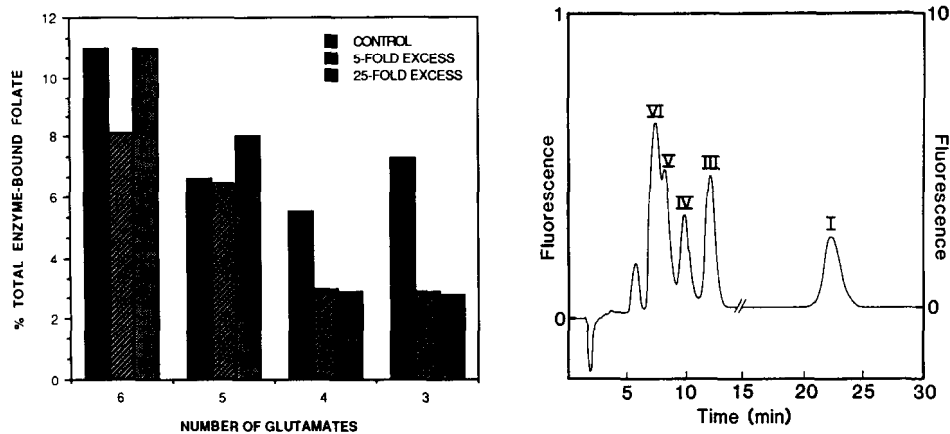 CONTROL
5-FOLD EXCESS
25-FOLD EXCESS
% TOTAL ENZYME-BOUND FOLATE
12
10
8
6
4
2
0
6 5 4 3
NUMBER OF GLUTAMATES
1
0
Fluorescence
10
0
Fluorescence
VI
V
IV
III
I
5 10 15 20 25 30
Time (min)